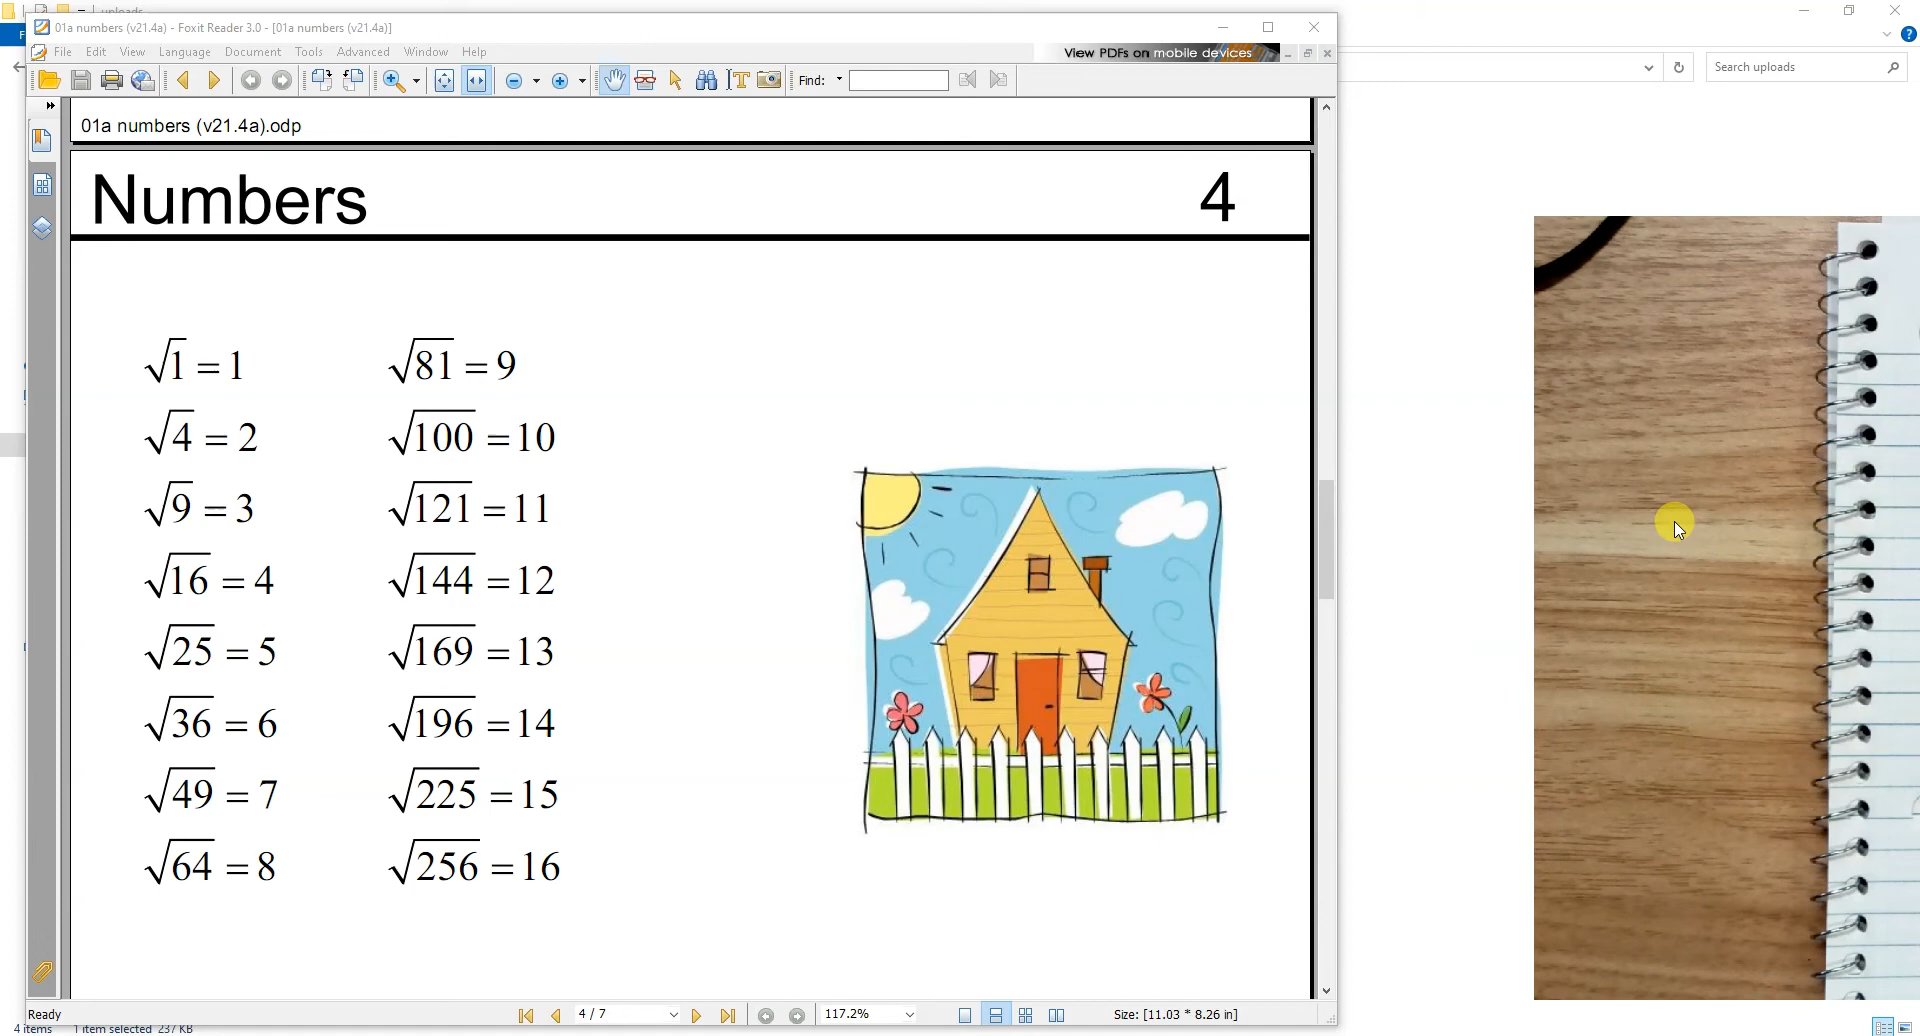 uploads
01a numbers (v21.4a) - Foxit Reader 3.0 - [01a numbers (v21.4a)]
File Edit View Language Document Tools Advanced Window Help
View PDFs on mobile devices
Find:
Search uploads
01a numbers (v21.4a).odp
Numbers 4
√1 = 1 √81 = 9
√4 = 2 √100 = 10
√9 = 3 √121 = 11
√16 = 4 √144 = 12
√25 = 5 √169 = 13
√36 = 6 √196 = 14
√49 = 7 √225 = 15
√64 = 8 √256 = 16
Ready 4 / 7 117.2% Size: [11.03 * 8.26 in]
4 items 1 item selected 237 KB